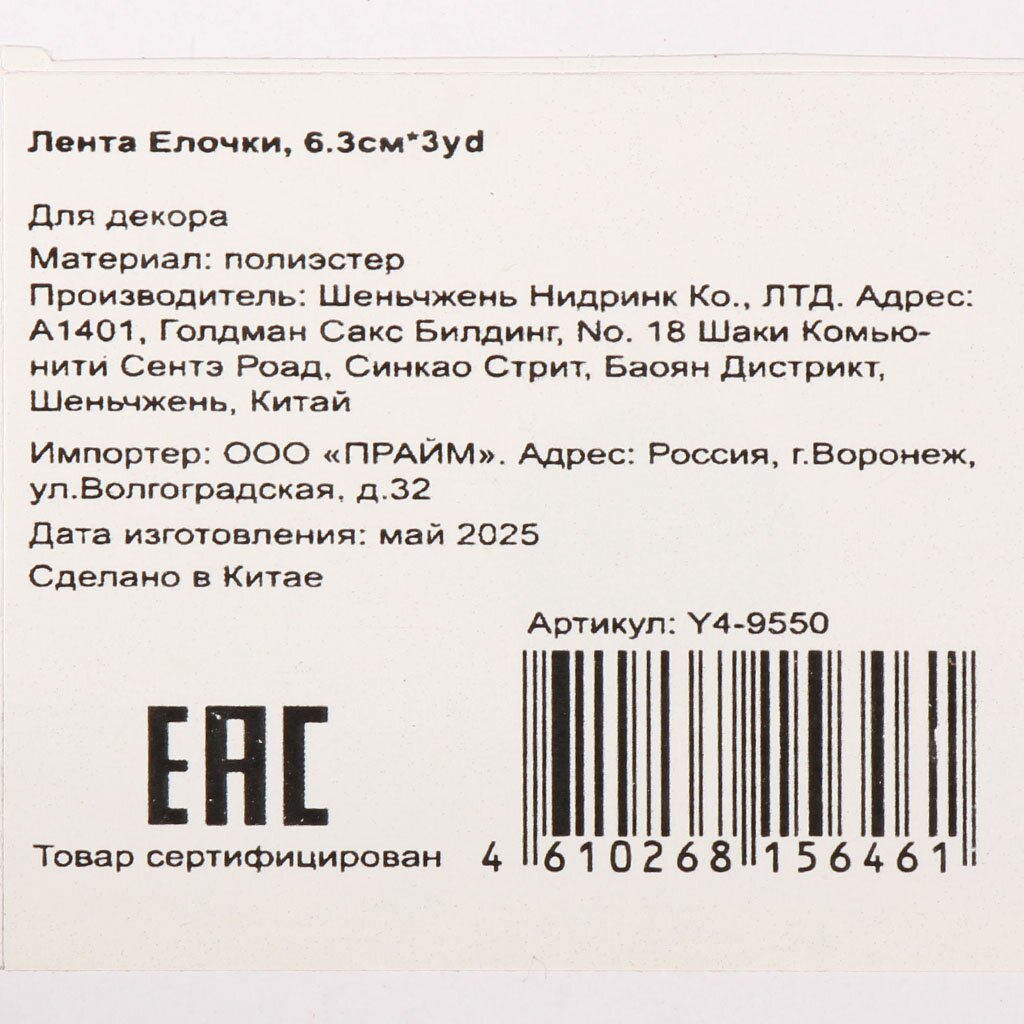 Лента Елочки, 6.3см*3yd
Для декора
Материал: полиэстер
Производитель: Шеньчжень Нидринк Ко., ЛТД. Адрес:
А1401, Голдман Сакс Билдинг, No. 18 Шаки Комью-
нити Сентэ Роад, Синкао Стрит, Баоян Дистрикт,
Шеньчжень, Китай
Импортер: ООО «ПРАЙМ». Адрес: Россия, г.Воронеж,
ул.Волгоградская, д.32
Дата изготовления: май 2025
Сделано в Китае
Артикул: Y4-9550
EAC
Товар сертифицирован
4 610268 156461